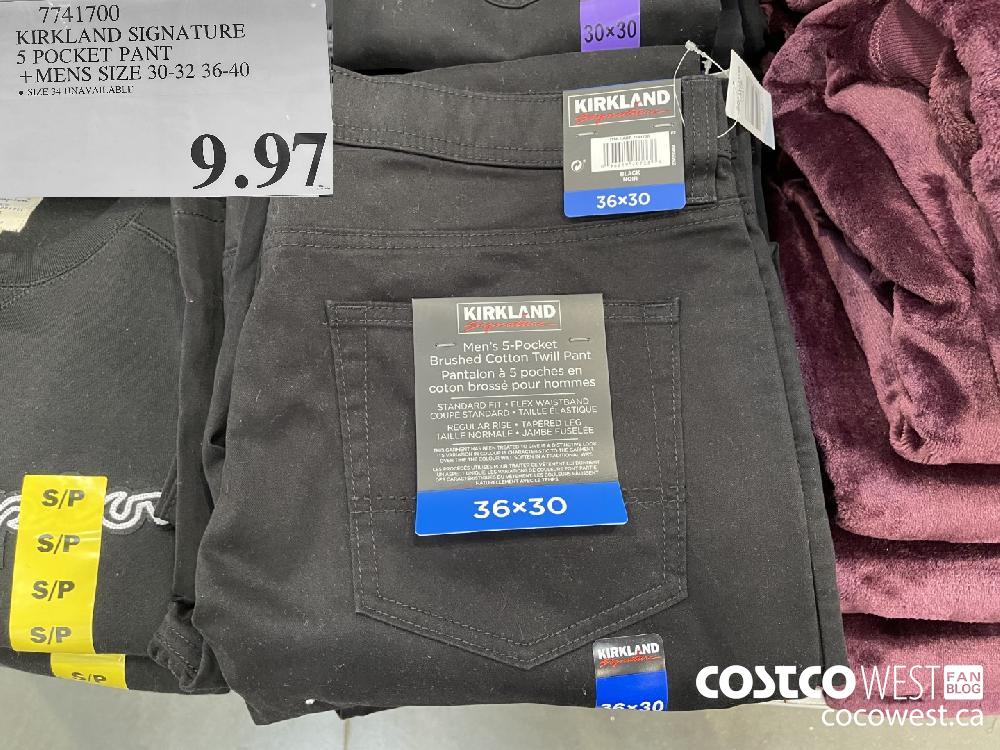 7741700
KIRKLAND SIGNATURE
5 POCKET PANT
+MENS SIZE 30-32 36-40
• SIZE 34 UNAVAILABLE
9.97
30×30
KIRKLAND
Signature
BLACK
NOIR
36×30
KIRKLAND
Signature
Men's 5-Pocket
Brushed Cotton Twill Pant
Pantalon à 5 poches en
coton brossé pour hommes
STANDARD FIT • FLEX WAISTBAND
COUPE STANDARD • TAILLE ÉLASTIQUE
REGULAR RISE • TAPERED LEG
TAILLE NORMALE • JAMBE FUSELÉE
36×30
S/P
S/P
S/P
S/P
S/P
KIRKLAND
Signature
36×30
COSTCO WEST FAN BLOG
cocowest.ca